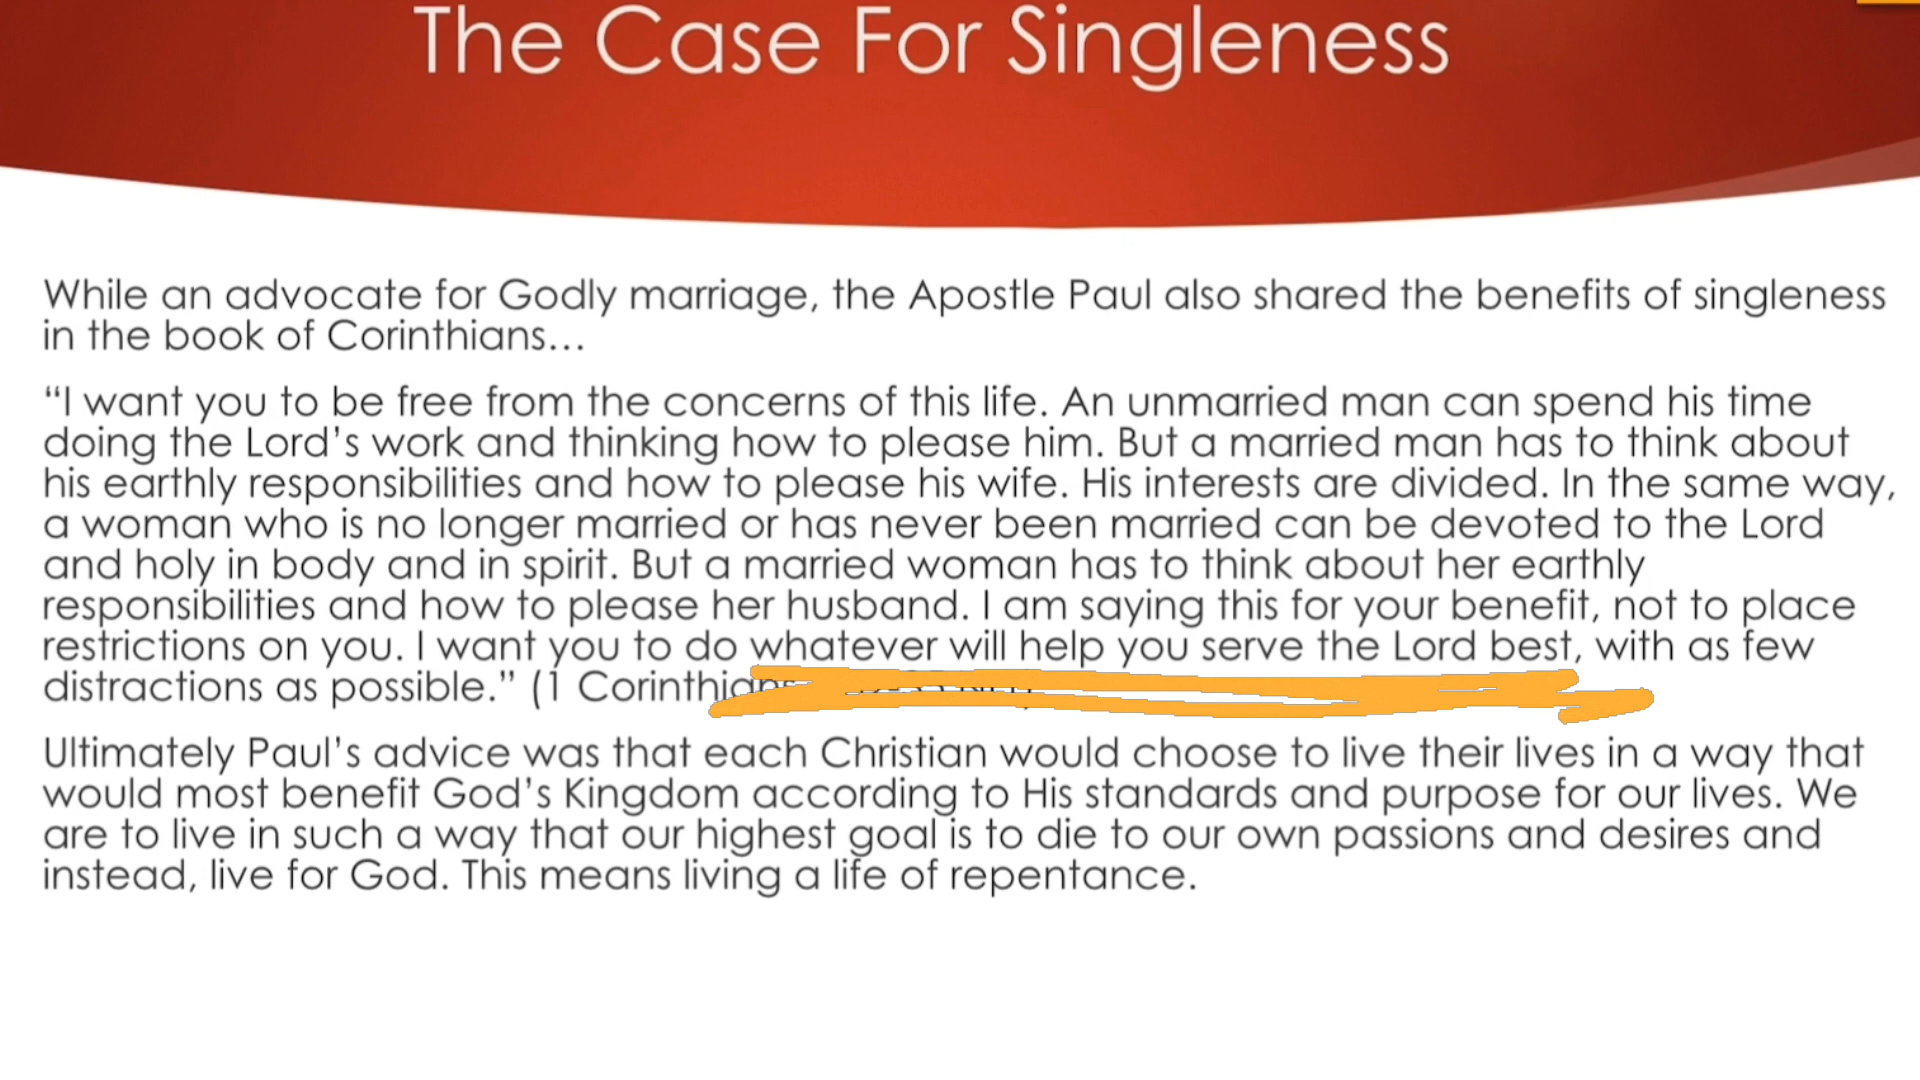 The Case For Singleness
While an advocate for Godly marriage, the Apostle Paul also shared the benefits of singleness
in the book of Corinthians…
“I want you to be free from the concerns of this life. An unmarried man can spend his time
doing the Lord’s work and thinking how to please him. But a married man has to think about
his earthly responsibilities and how to please his wife. His interests are divided. In the same way,
a woman who is no longer married or has never been married can be devoted to the Lord
and holy in body and in spirit. But a married woman has to think about her earthly
responsibilities and how to please her husband. I am saying this for your benefit, not to place
restrictions on you. I want you to do whatever will help you serve the Lord best, with as few
distractions as possible.” (1 Corinthians
Ultimately Paul’s advice was that each Christian would choose to live their lives in a way that
would most benefit God’s Kingdom according to His standards and purpose for our lives. We
are to live in such a way that our highest goal is to die to our own passions and desires and
instead, live for God. This means living a life of repentance.